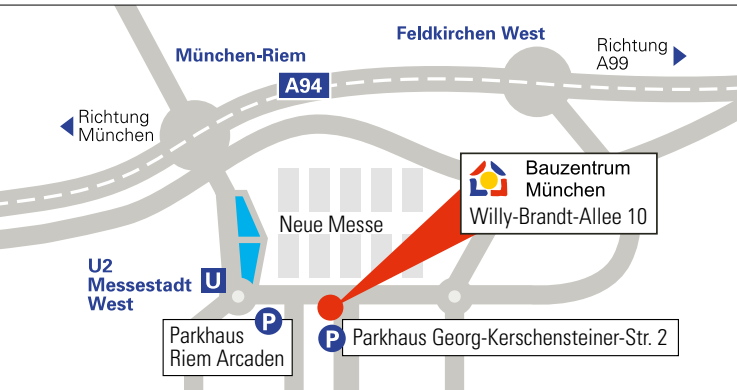 Feldkirchen West
München-Riem
Richtung
A99
A94
Richtung
München
Bauzentrum
München
Willy-Brandt-Allee 10
Neue Messe
U2
Messestadt
West
U
P
Parkhaus
Riem Arcaden
P
Parkhaus Georg-Kerschensteiner-Str. 2